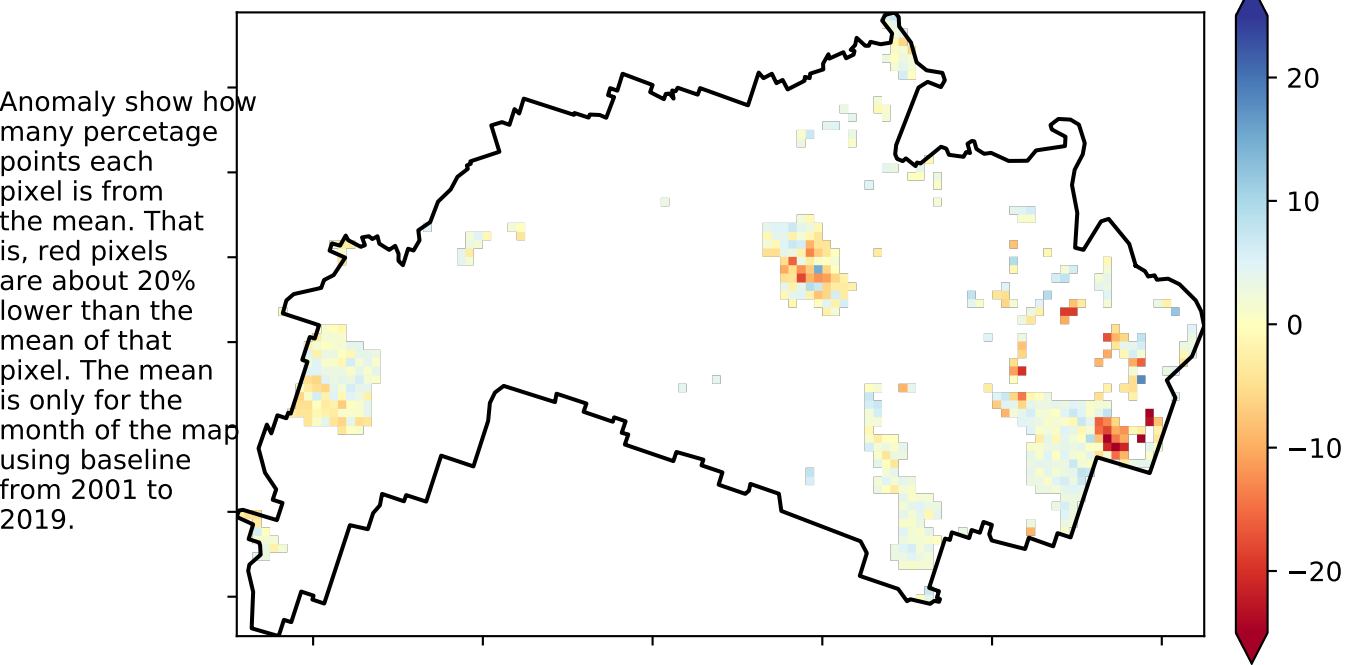 Anomaly show how
many percetage
points each
pixel is from
the mean. That
is, red pixels
are about 20%
lower than the
mean of that
pixel. The mean
is only for the
month of the map
using baseline
from 2001 to
2019.
20
10
0
−10
−20